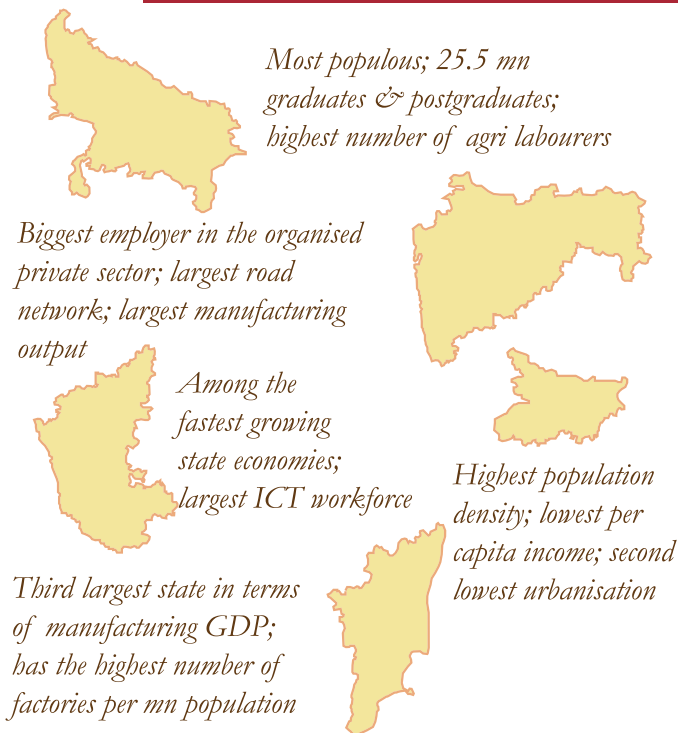 Most populous; 25.5 mn
graduates & postgraduates;
highest number of agri labourers
Biggest employer in the organised
private sector; largest road
network; largest manufacturing
output
Among the
fastest growing
state economies;
largest ICT workforce
Highest population
density; lowest per
capita income; second
lowest urbanisation
Third largest state in terms
of manufacturing GDP;
has the highest number of
factories per mn population